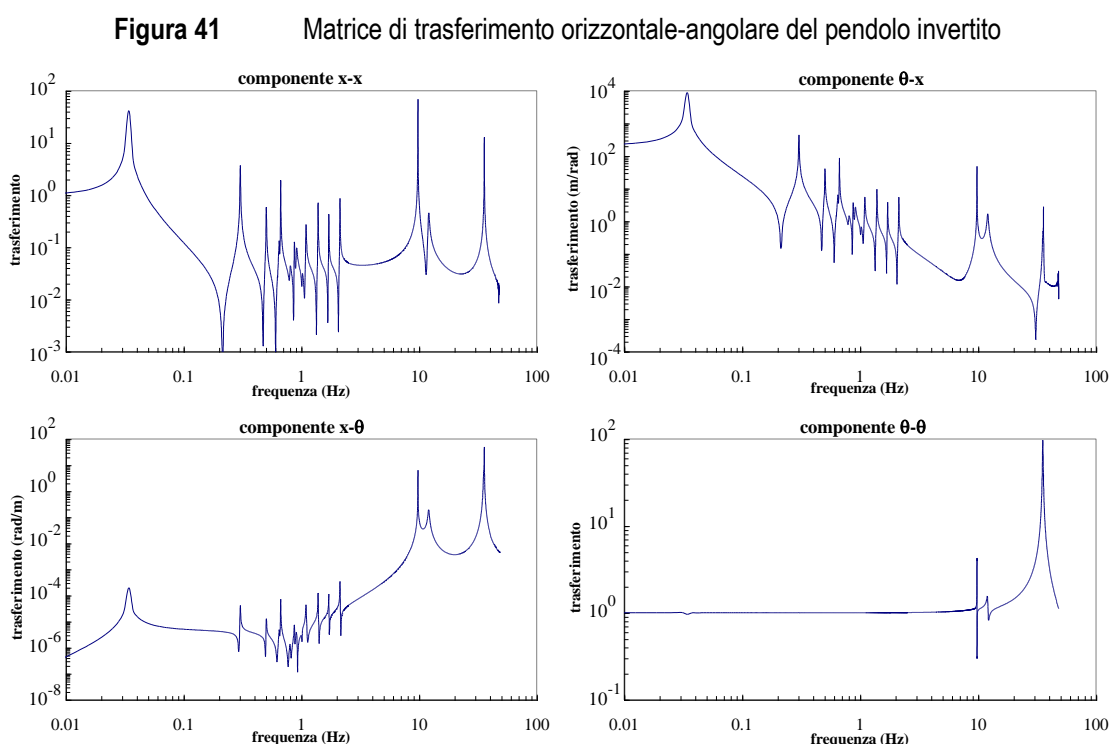 Figura 41 Matrice di trasferimento orizzontale-angolare del pendolo invertito
componente x-x
trasferimento
10^2
10^1
10^0
10^-1
10^-2
10^-3
0.01 0.1 1 10 100
frequenza (Hz)
componente θ-x
trasferimento (m/rad)
10^4
10^2
10^0
10^-2
10^-4
0.01 0.1 1 10 100
frequenza (Hz)
componente x-θ
trasferimento (rad/m)
10^2
10^0
10^-2
10^-4
10^-6
10^-8
0.01 0.1 1 10 100
frequenza (Hz)
componente θ-θ
trasferimento
10^2
10^1
10^0
10^-1
0.01 0.1 1 10 100
frequenza (Hz)